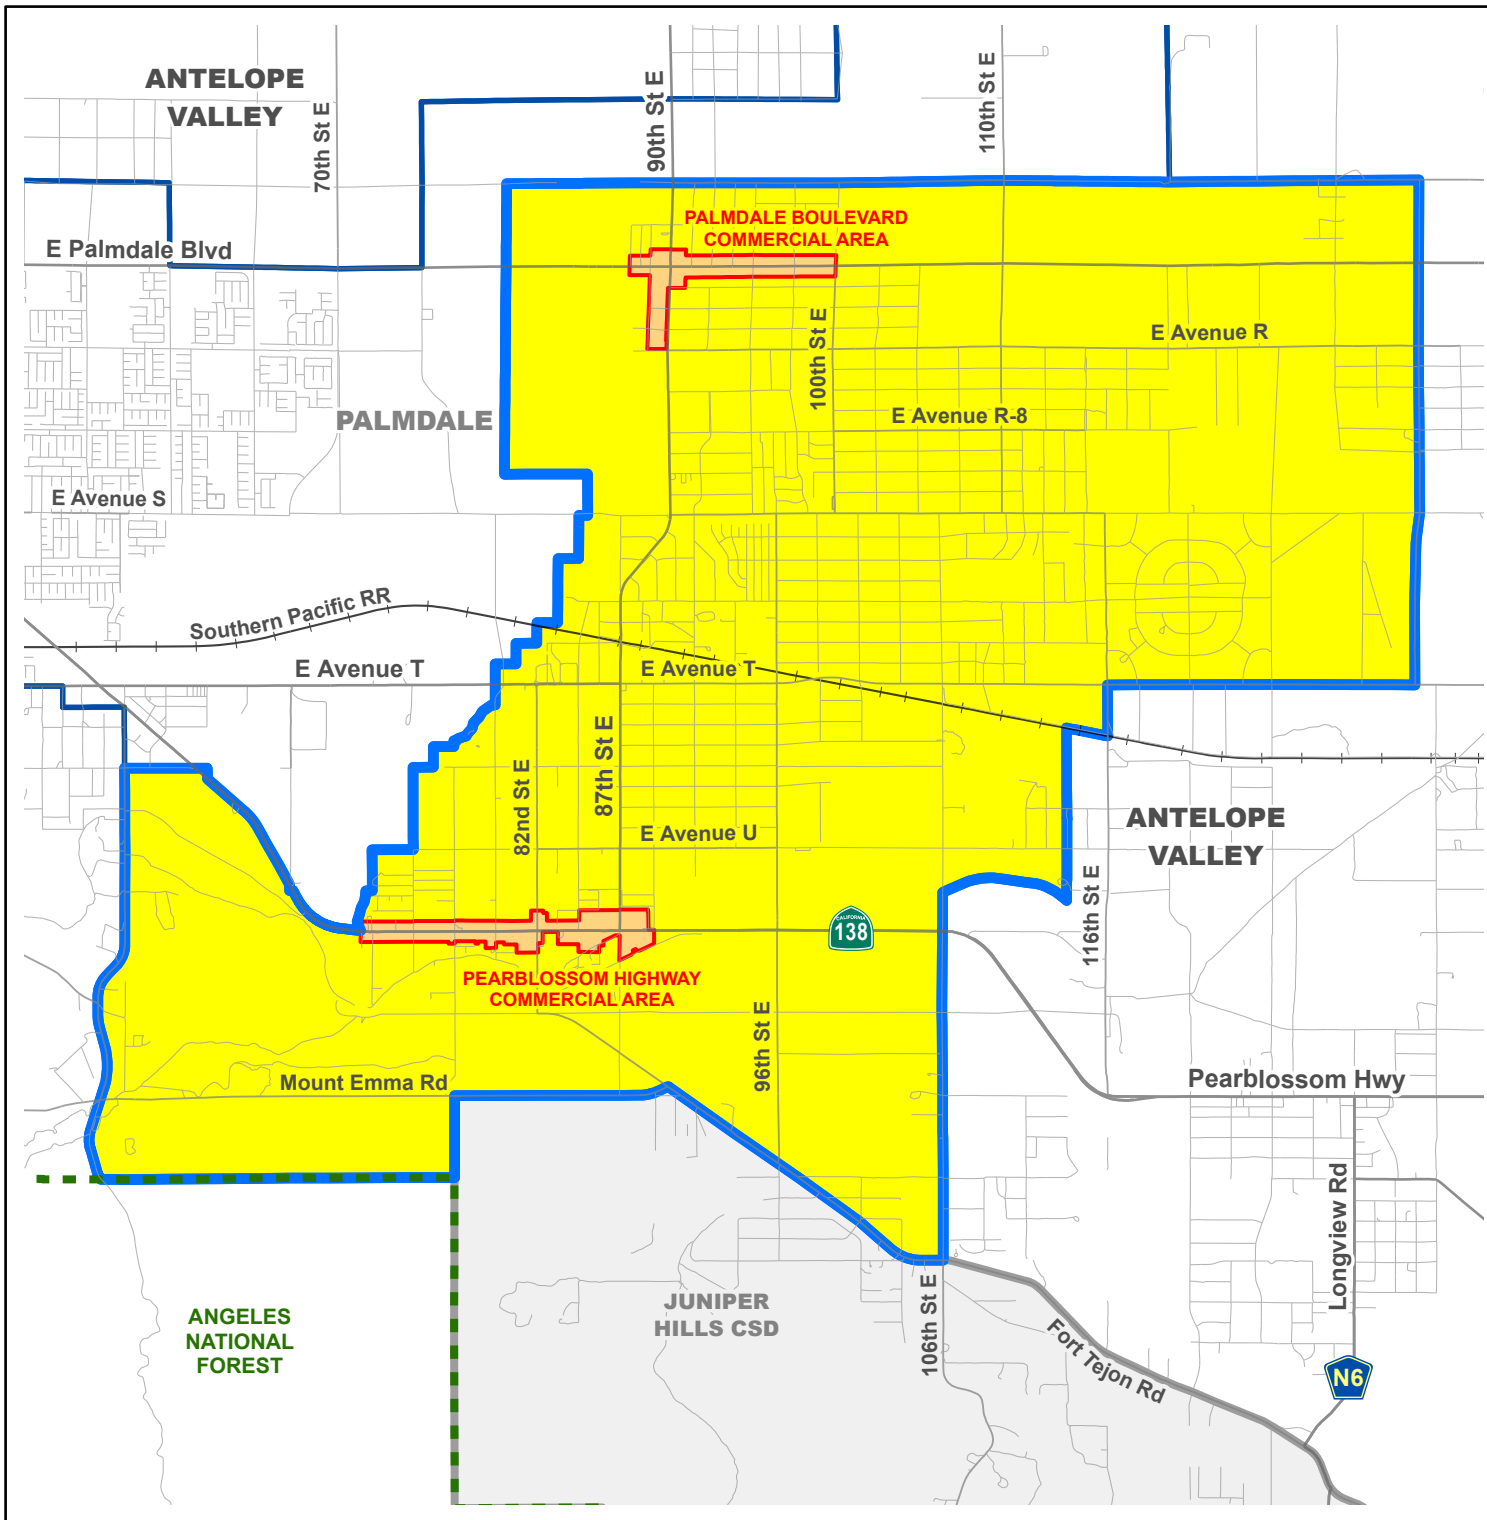 ANTELOPE
VALLEY
70th St E
90th St E
110th St E
E Palmdale Blvd
PALMDALE BOULEVARD
COMMERCIAL AREA
100th St E
E Avenue R
PALMDALE
E Avenue R-8
E Avenue S
Southern Pacific RR
E Avenue T
E Avenue T
82nd St E
87th St E
E Avenue U
ANTELOPE
VALLEY
116th St E
CALIFORNIA
138
PEARBLOSSOM HIGHWAY
COMMERCIAL AREA
96th St E
Mount Emma Rd
Pearblossom Hwy
Longview Rd
ANGELES
NATIONAL
FOREST
JUNIPER
HILLS CSD
106th St E
Fort Tejon Rd
N6